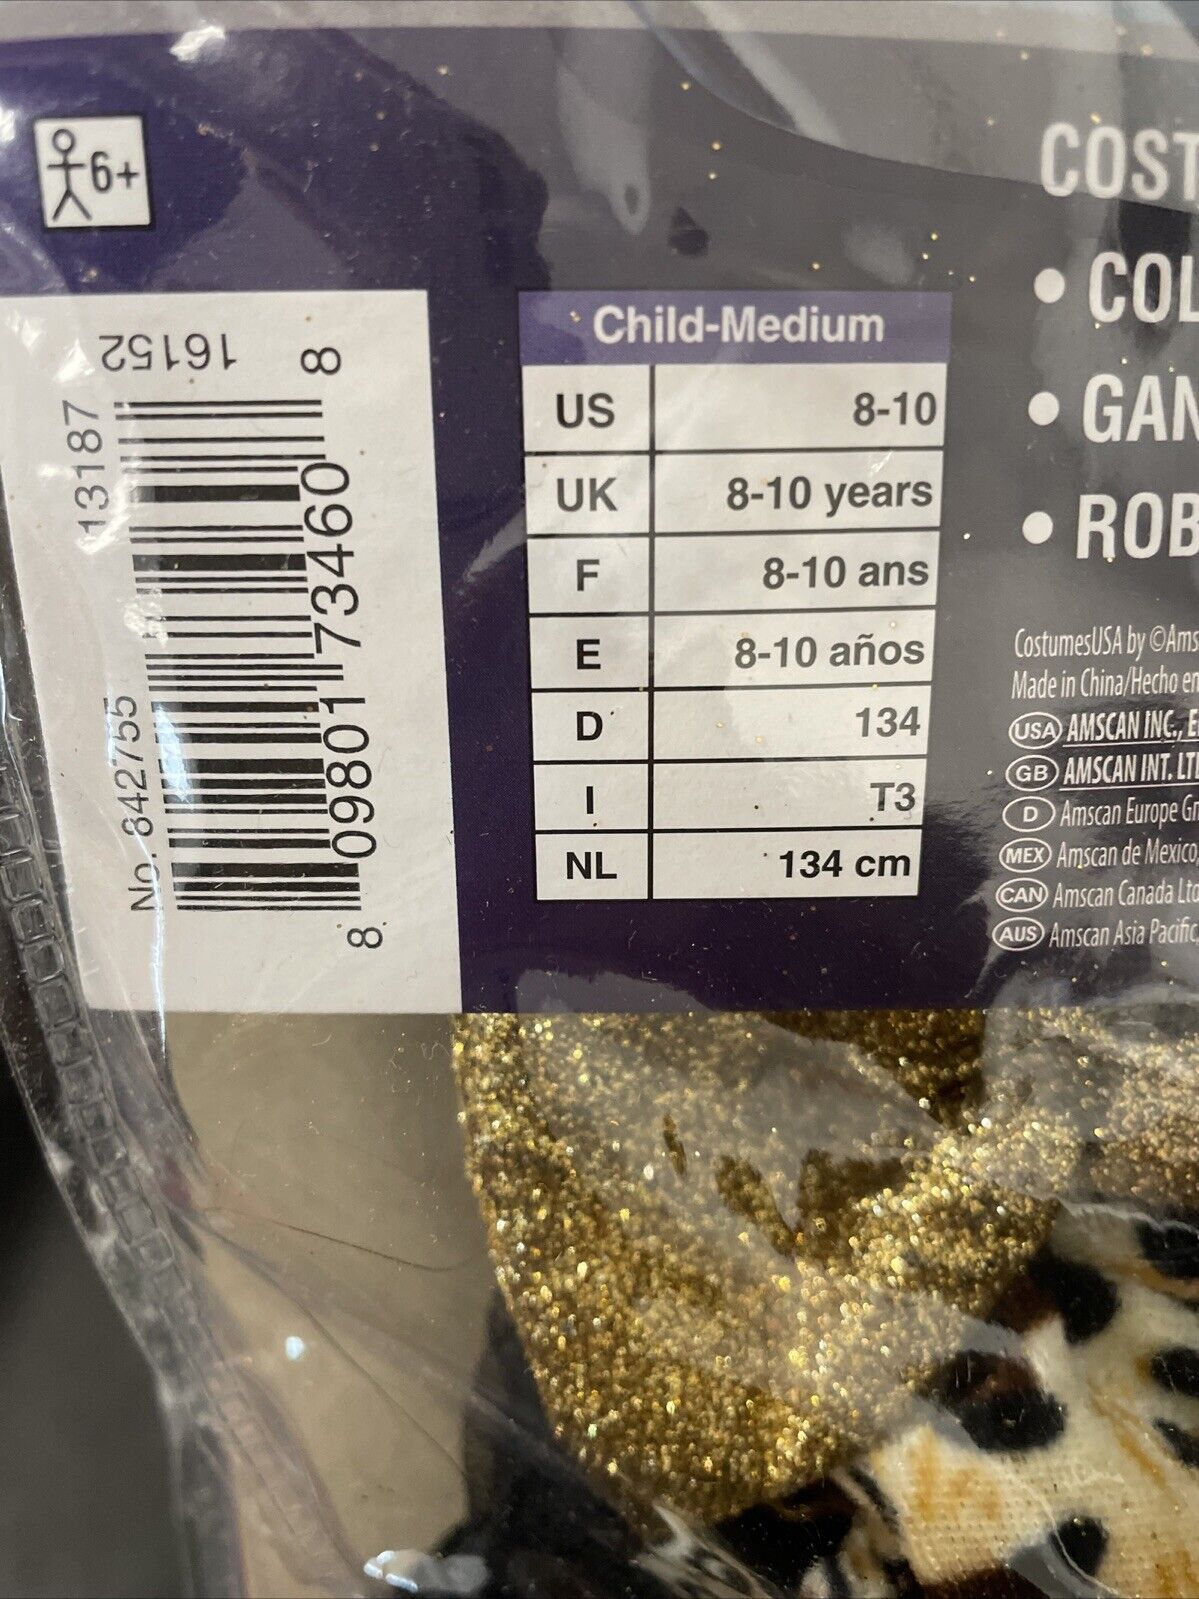 6+
16152
13187
No. 842755
8 09801 73460 8
Child-Medium
US 8-10
UK 8-10 years
F 8-10 ans
E 8-10 años
D 134
I T3
NL 134 cm
COST
• COL
• GAN
• ROB
CostumesUSA by ©Ams
Made in China/Hecho en
USA AMSCAN INC., E
GB AMSCAN INT. LT
D Amscan Europe G
MEX Amscan de Mexico,
CAN Amscan Canada Ltd
AUS Amscan Asia Pacific,